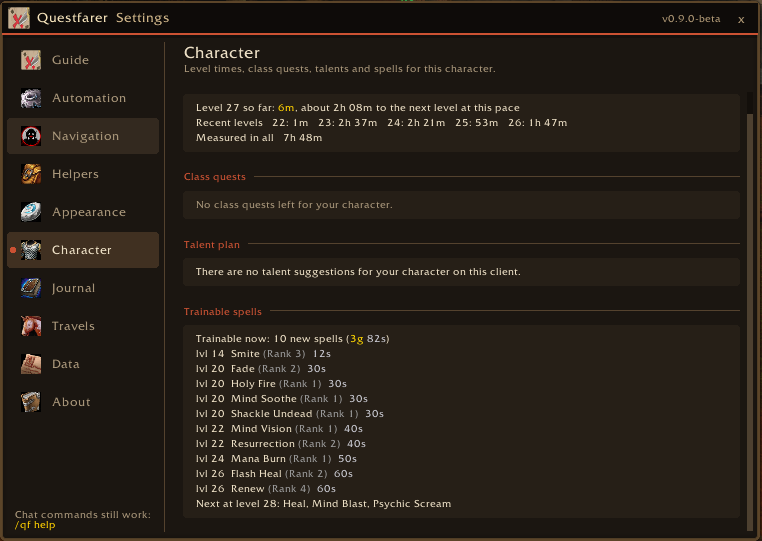 Questfarer Settings
v0.9.0-beta x
Guide
Automation
Navigation
Helpers
Appearance
Character
Journal
Travels
Data
About
Chat commands still work:
/qf help
Character
Level times, class quests, talents and spells for this character.
Level 27 so far: 6m, about 2h 08m to the next level at this pace
Recent levels 22: 1m 23: 2h 37m 24: 2h 21m 25: 53m 26: 1h 47m
Measured in all 7h 48m
Class quests
No class quests left for your character.
Talent plan
There are no talent suggestions for your character on this client.
Trainable spells
Trainable now: 10 new spells (3g 82s)
lvl 14 Smite (Rank 3) 12s
lvl 20 Fade (Rank 2) 30s
lvl 20 Holy Fire (Rank 1) 30s
lvl 20 Mind Soothe (Rank 1) 30s
lvl 20 Shackle Undead (Rank 1) 30s
lvl 22 Mind Vision (Rank 1) 40s
lvl 22 Resurrection (Rank 2) 40s
lvl 24 Mana Burn (Rank 1) 50s
lvl 26 Flash Heal (Rank 2) 60s
lvl 26 Renew (Rank 4) 60s
Next at level 28: Heal, Mind Blast, Psychic Scream